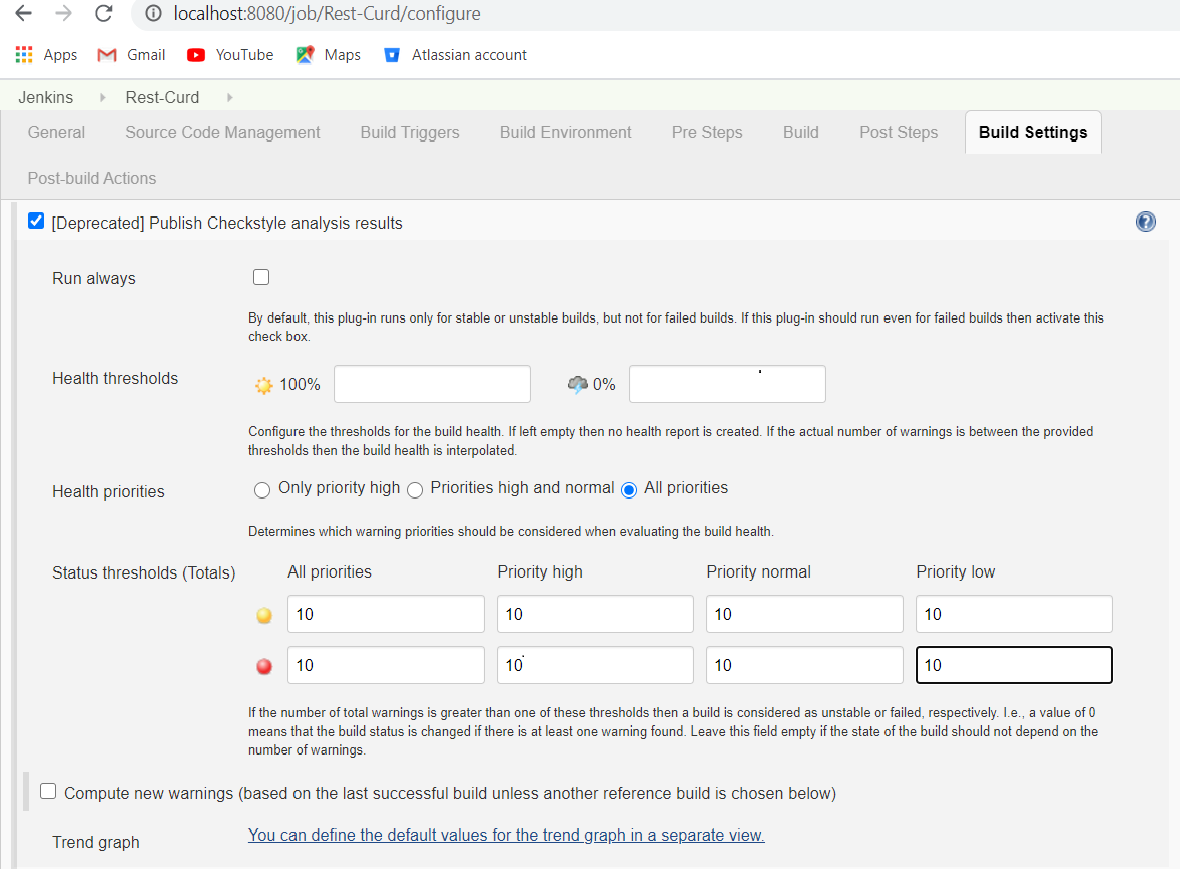 localhost:8080/job/Rest-Curd/configure
Apps Gmail YouTube Maps Atlassian account
Jenkins Rest-Curd
General Source Code Management Build Triggers Build Environment Pre Steps Build Post Steps Build Settings
Post-build Actions
[Deprecated] Publish Checkstyle analysis results
Run always
By default, this plug-in runs only for stable or unstable builds, but not for failed builds. If this plug-in should run even for failed builds then activate this
check box.
Health thresholds 100% 0%
Configure the thresholds for the build health. If left empty then no health report is created. If the actual number of warnings is between the provided
thresholds then the build health is interpolated.
Health priorities Only priority high Priorities high and normal All priorities
Determines which warning priorities should be considered when evaluating the build health.
Status thresholds (Totals) All priorities Priority high Priority normal Priority low
10 10 10 10
10 10 10 10
If the number of total warnings is greater than one of these thresholds then a build is considered as unstable or failed, respectively. I.e., a value of 0
means that the build status is changed if there is at least one warning found. Leave this field empty if the state of the build should not depend on the
number of warnings.
Compute new warnings (based on the last successful build unless another reference build is chosen below)
Trend graph You can define the default values for the trend graph in a separate view.